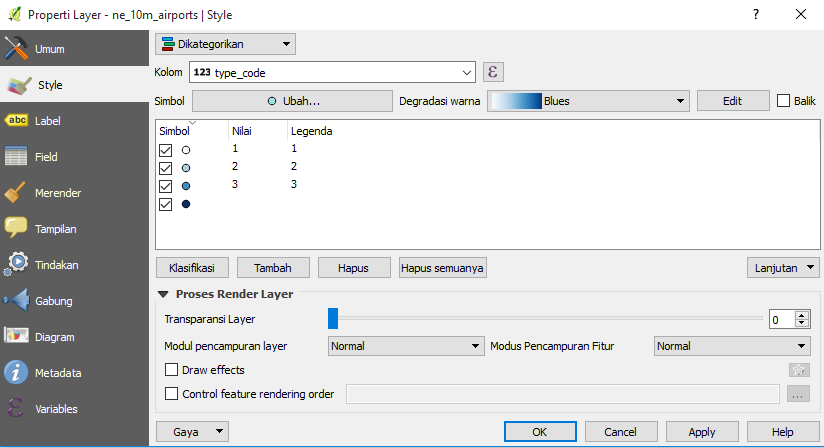 Properti Layer - ne_10m_airports | Style
?
Umum
Style
abc Label
Field
Merender
Tampilan
Tindakan
Gabung
Diagram
i Metadata
ε Variables
Dikategorikan
Kolom 123 type_code ε
Simbol Ubah... Degradasi warna Blues Edit Balik
Simbol Nilai Legenda
1 1
2 2
3 3
Klasifikasi Tambah Hapus Hapus semuanya Lanjutan
Proses Render Layer
Transparansi Layer 0
Modul pencampuran layer Normal Modus Pencampuran Fitur Normal
Draw effects
Control feature rendering order ...
Gaya OK Cancel Apply Help